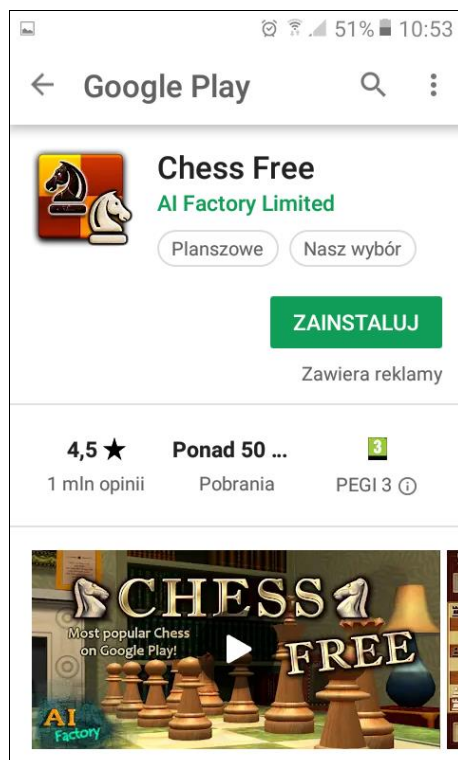 51% 10:53
Google Play
Chess Free
AI Factory Limited
Planszowe Nasz wybór
ZAINSTALUJ
Zawiera reklamy
4,5 ★ Ponad 50 ... 3
1 mln opinii Pobrania PEGI 3
CHESS
Most popular Chess
on Google Play!
FREE
AI
Factory